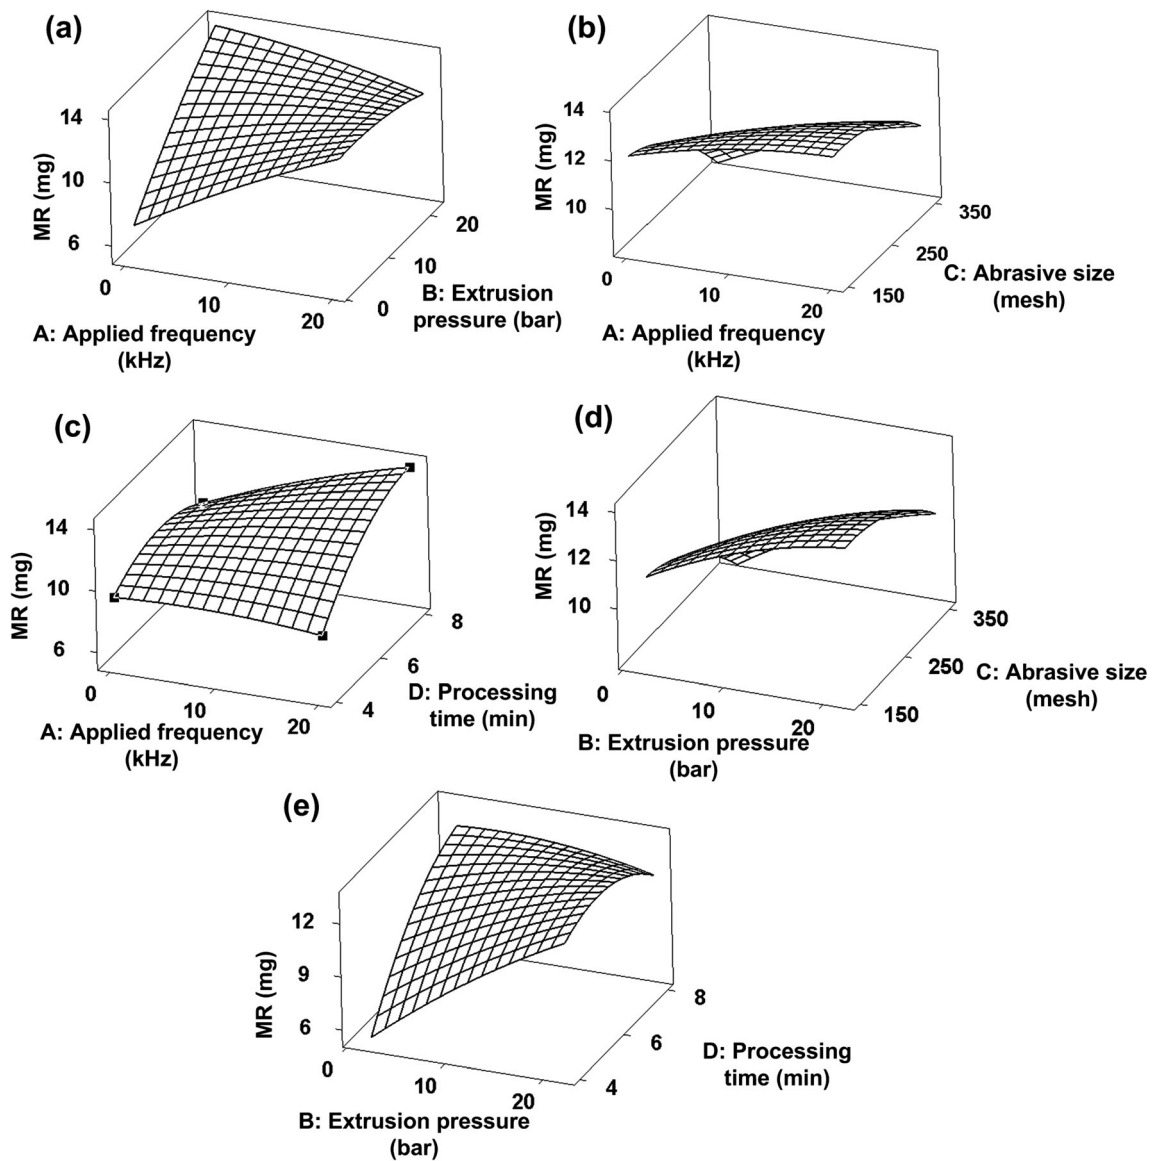 (a)
14
10
6
MR (mg)
0
10
20
A: Applied frequency
(kHz)
20
10
0
B: Extrusion
pressure (bar)
(b)
14
12
10
MR (mg)
0
10
20
A: Applied frequency
(kHz)
350
250
150
C: Abrasive size
(mesh)
(c)
14
10
6
MR (mg)
0
10
20
A: Applied frequency
(kHz)
8
6
4
D: Processing
time (min)
(d)
14
12
10
MR (mg)
0
10
20
B: Extrusion pressure
(bar)
350
250
150
C: Abrasive size
(mesh)
(e)
12
9
6
MR (mg)
0
10
20
B: Extrusion pressure
(bar)
8
6
4
D: Processing
time (min)